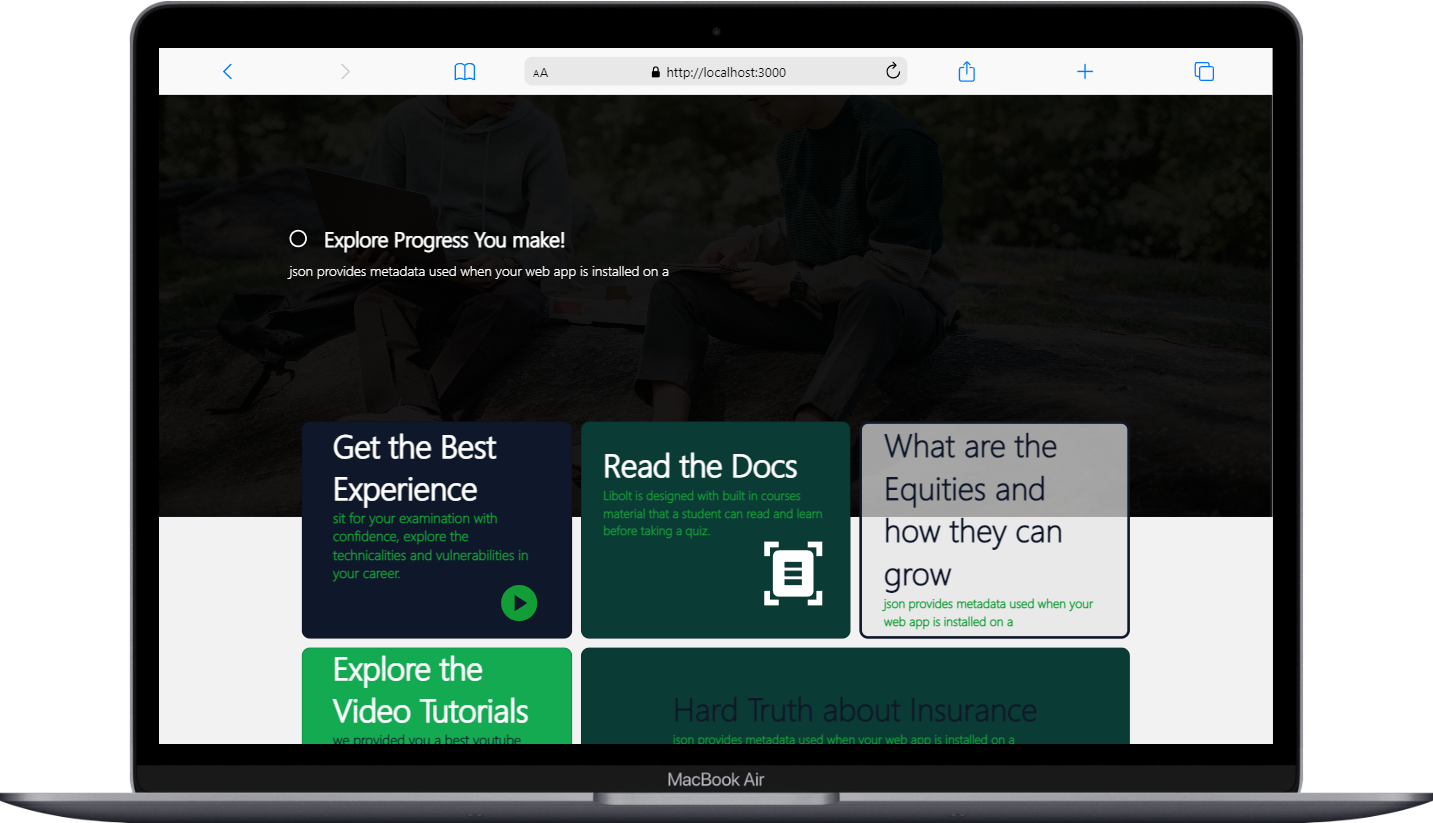 AA
http://localhost:3000
Explore Progress You make!
json provides metadata used when your web app is installed on a
Get the Best
Experience
sit for your examination with
confidence, explore the
technicalities and vulnerabilities in
your career.
Read the Docs
Libolt is designed with built in courses
material that a student can read and learn
before taking a quiz.
What are the
Equities and
how they can
grow
json provides metadata used when your
web app is installed on a
Explore the
Video Tutorials
we provided you a best youtube
Hard Truth about Insurance
json provides metadata used when your web app is installed on a
MacBook Air